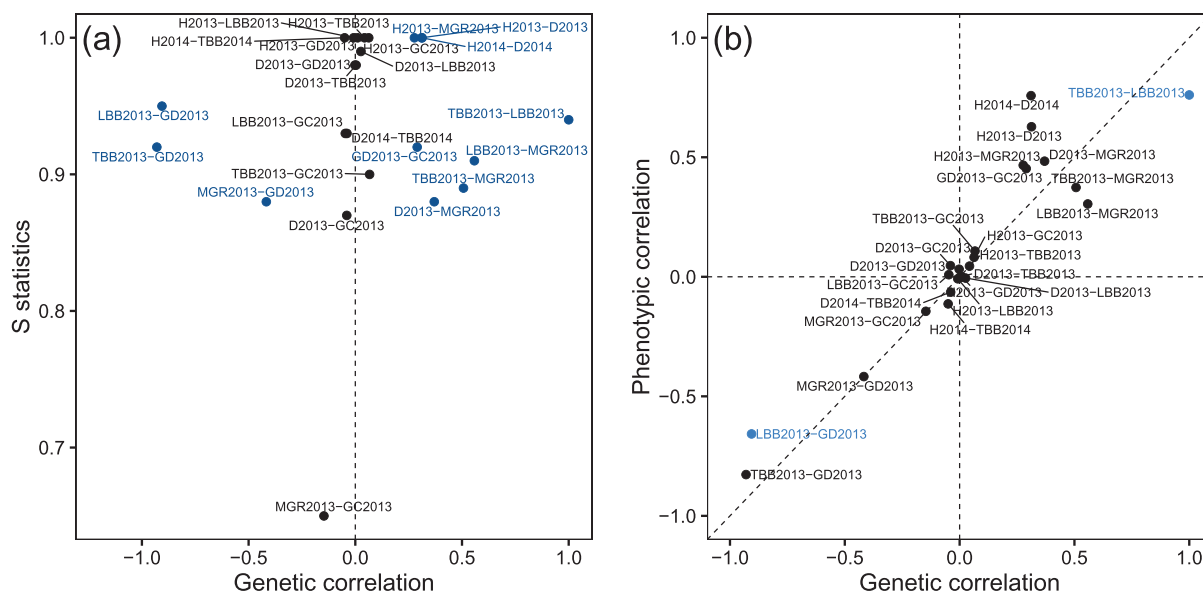 (a)
H2013−LBB2013
H2013−TBB2013
H2014−TBB2014
H2013−GD2013
H2013−GC2013
H2013−MGR2013
H2013−D2013
H2014−D2014
D2013−GD2013
D2013−LBB2013
D2013−TBB2013
LBB2013−GD2013
LBB2013−GC2013
TBB2013−LBB2013
D2014−TBB2014
TBB2013−GD2013
GD2013−GC2013
LBB2013−MGR2013
TBB2013−GC2013
TBB2013−MGR2013
MGR2013−GD2013
D2013−MGR2013
D2013−GC2013
MGR2013−GC2013
1.0
0.9
0.8
0.7
S statistics
−1.0
−0.5
0.0
0.5
1.0
Genetic correlation
(b)
TBB2013−LBB2013
H2014−D2014
H2013−D2013
H2013−MGR2013
D2013−MGR2013
GD2013−GC2013
TBB2013−MGR2013
LBB2013−MGR2013
TBB2013−GC2013
H2013−GC2013
D2013−GC2013
H2013−TBB2013
D2013−GD2013
D2013−TBB2013
LBB2013−GC2013
H2013−GD2013
D2013−LBB2013
D2014−TBB2014
H2013−LBB2013
MGR2013−GC2013
H2014−TBB2014
MGR2013−GD2013
LBB2013−GD2013
TBB2013−GD2013
1.0
0.5
0.0
−0.5
−1.0
Phenotypic correlation
−1.0
−0.5
0.0
0.5
1.0
Genetic correlation